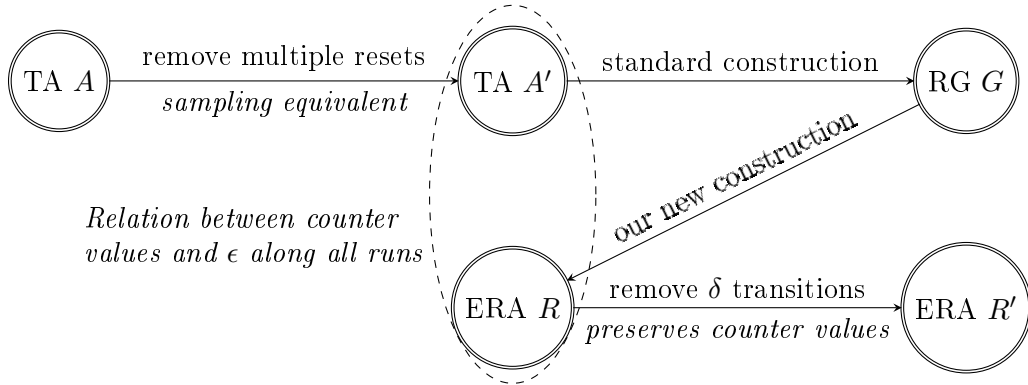 remove multiple resets
standard construction
TA A
TA A′
RG G
sampling equivalent
our new construction
Relation between counter
values and ϵ along all runs
remove δ transitions
ERA R
ERA R′
preserves counter values